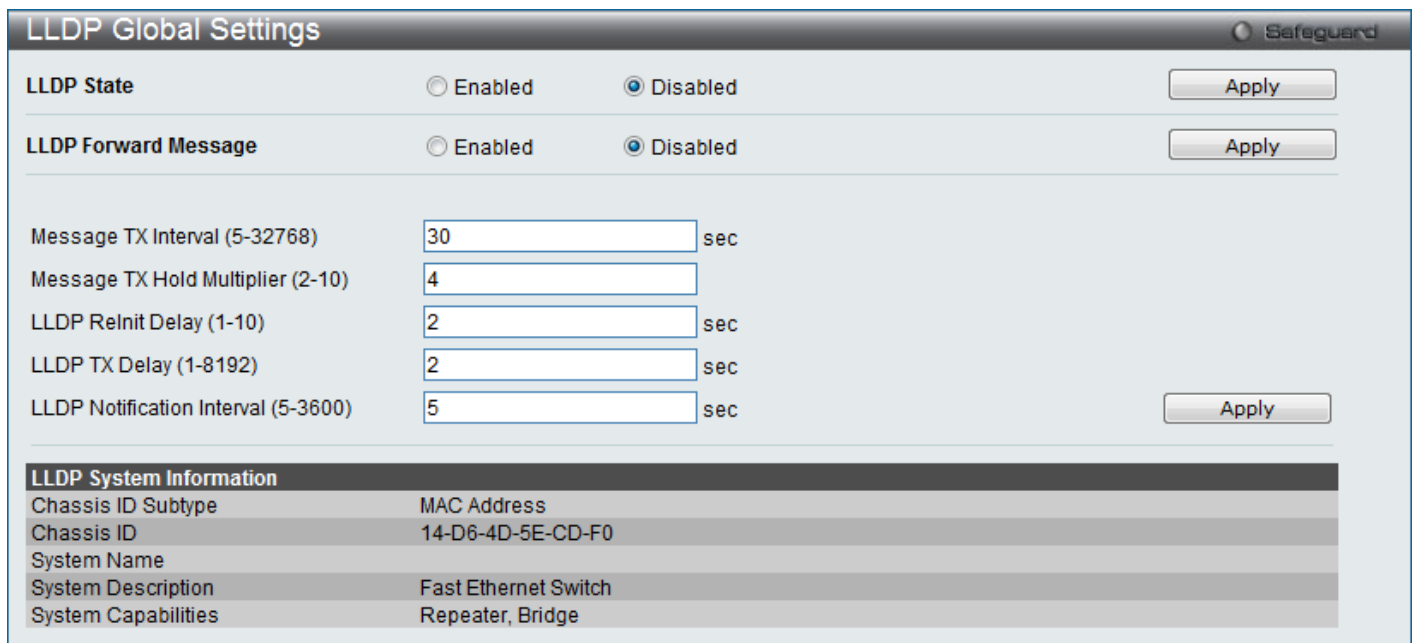 LLDP Global Settings
Safeguard
LLDP State Enabled Disabled Apply
LLDP Forward Message Enabled Disabled Apply
Message TX Interval (5-32768) 30 sec
Message TX Hold Multiplier (2-10) 4
LLDP ReInit Delay (1-10) 2 sec
LLDP TX Delay (1-8192) 2 sec
LLDP Notification Interval (5-3600) 5 sec Apply
LLDP System Information
Chassis ID Subtype MAC Address
Chassis ID 14-D6-4D-5E-CD-F0
System Name
System Description Fast Ethernet Switch
System Capabilities Repeater, Bridge